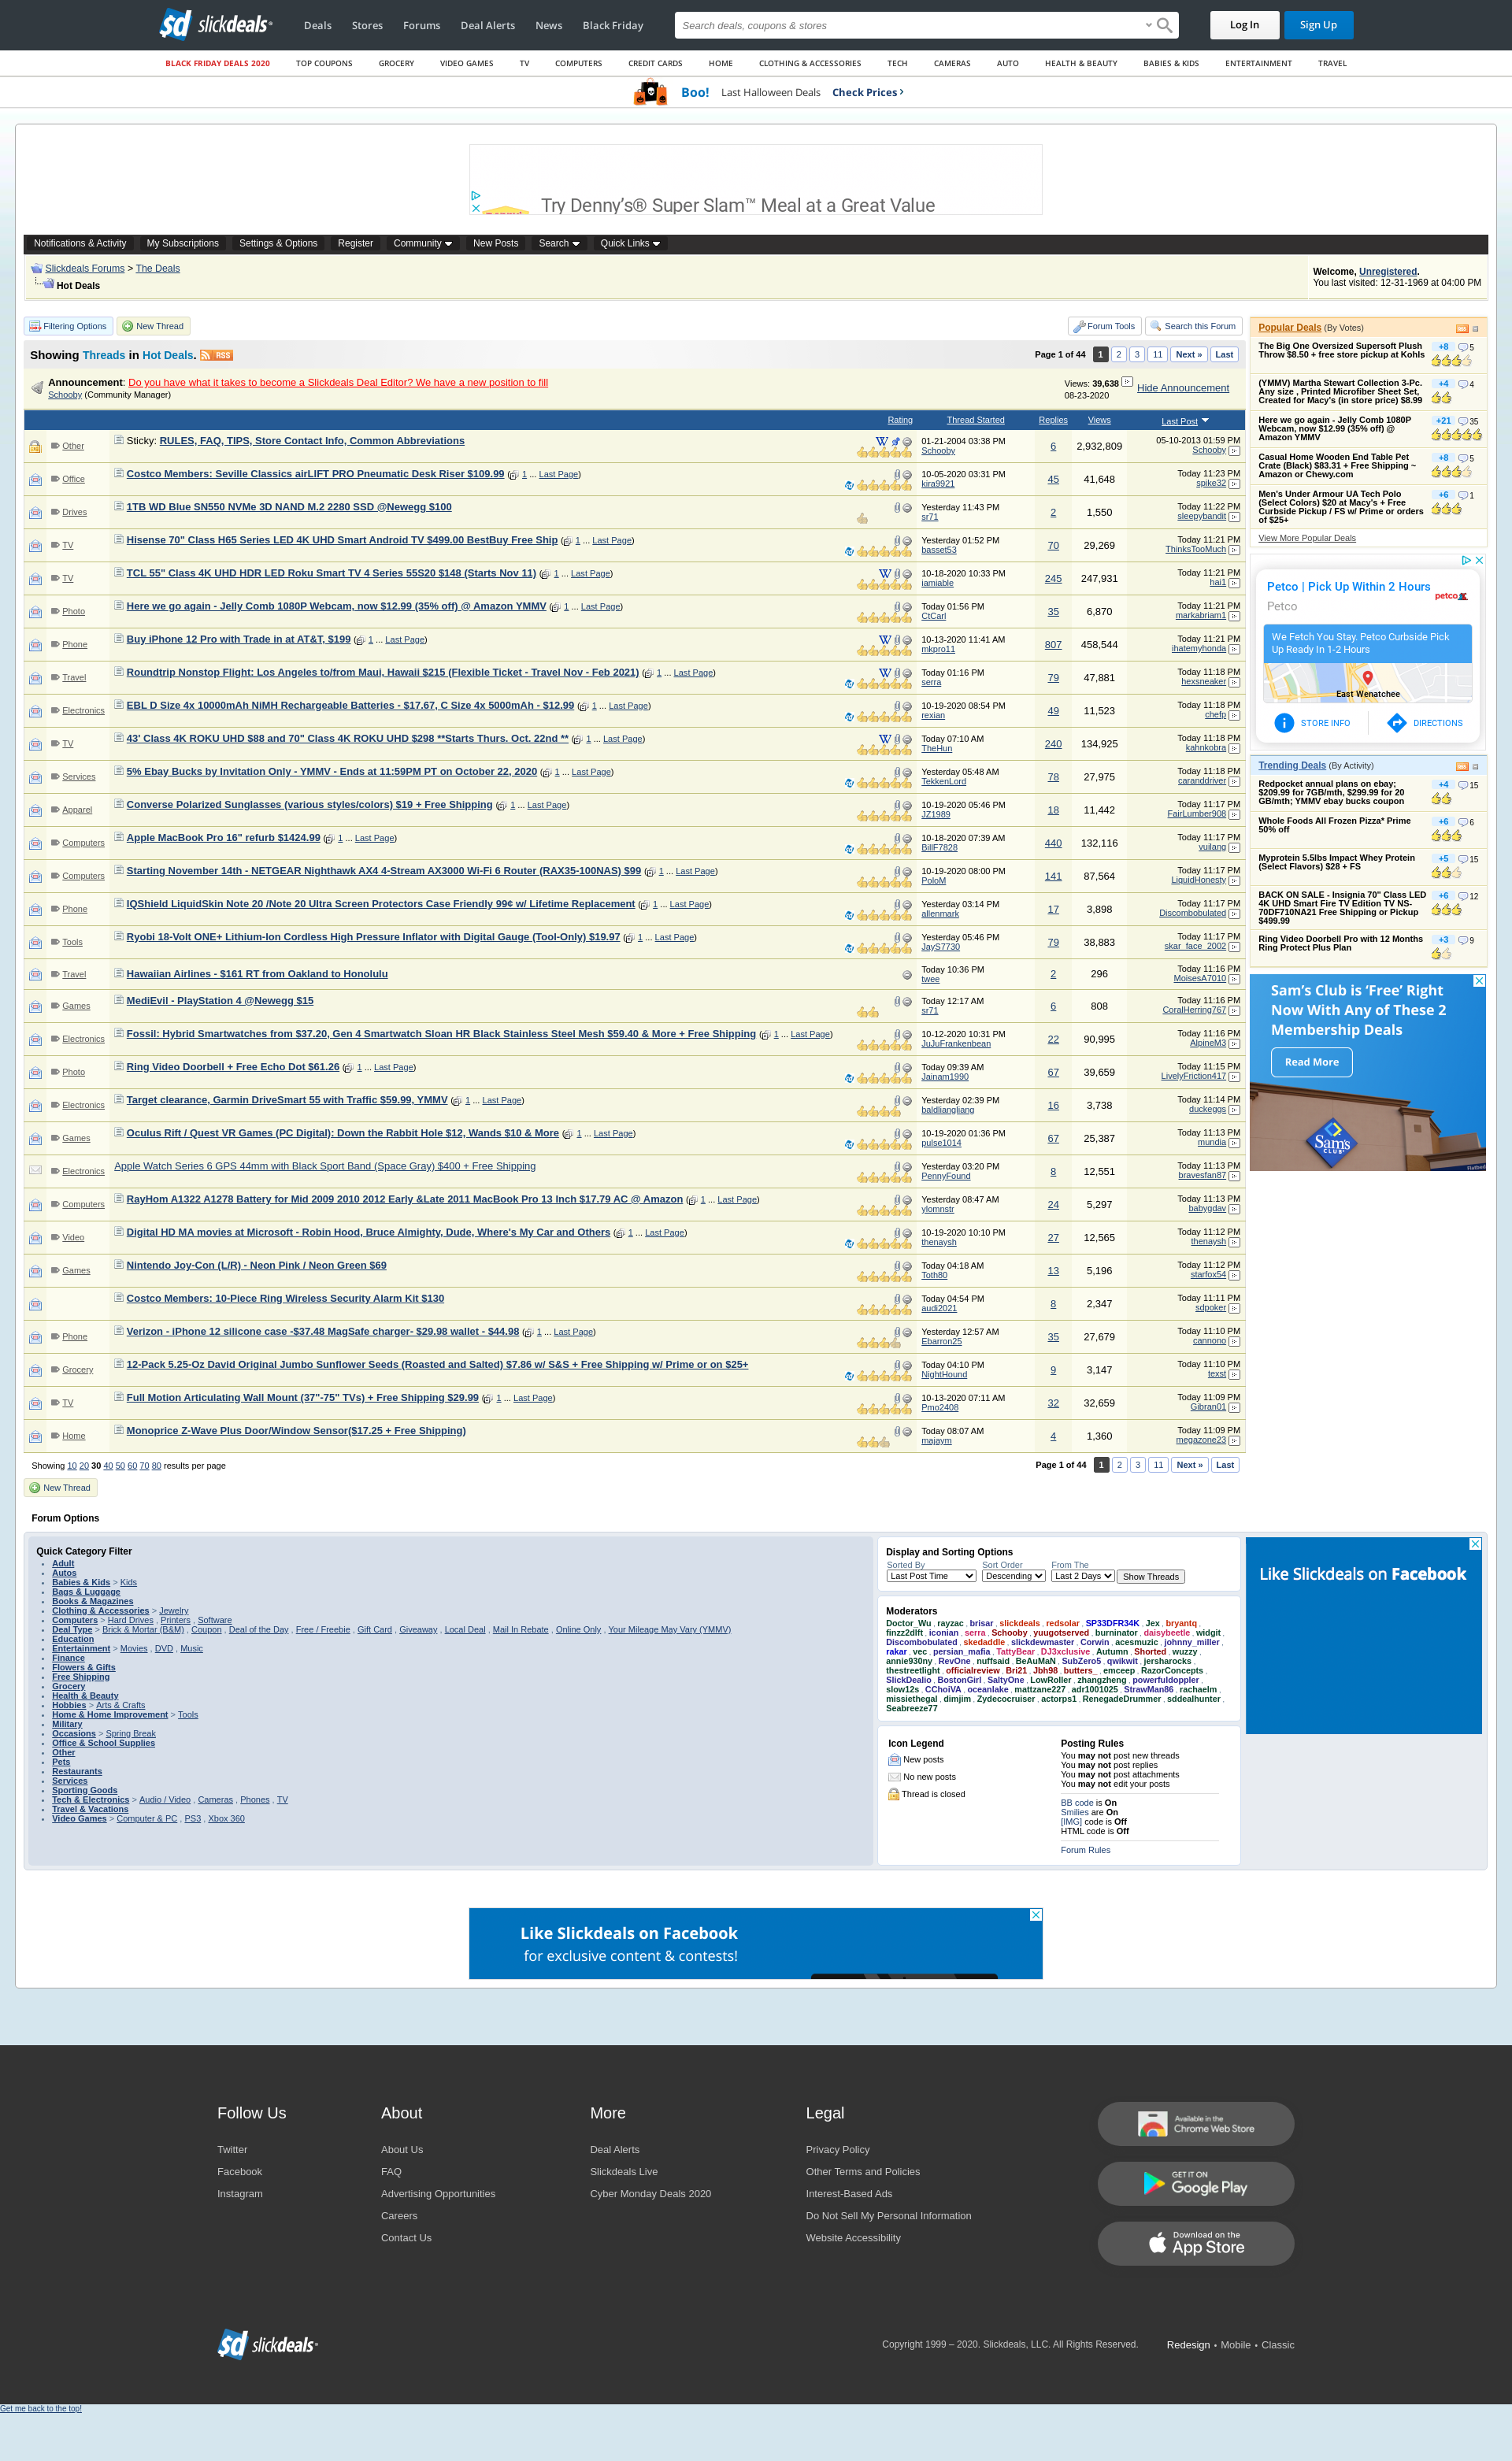 slickdeals
Deals Stores Forums Deal Alerts News Black Friday
Search deals, coupons & stores
Log In Sign Up
BLACK FRIDAY DEALS 2020 TOP COUPONS GROCERY VIDEO GAMES TV COMPUTERS CREDIT CARDS HOME CLOTHING & ACCESSORIES TECH CAMERAS AUTO HEALTH & BEAUTY BABIES & KIDS ENTERTAINMENT TRAVEL
Boo! Last Halloween Deals Check Prices ›
Try Denny's® Super Slam™ Meal at a Great Value
Notifications & Activity My Subscriptions Settings & Options Register Community New Posts Search Quick Links
Slickdeals Forums > The Deals
Hot Deals
Welcome, Unregistered.
You last visited: 12-31-1969 at 04:00 PM
Filtering Options New Thread Forum Tools Search this Forum
Showing Threads in Hot Deals. RSS
Page 1 of 44 1 2 3 11 Next » Last
Announcement: Do you have what it takes to become a Slickdeals Deal Editor? We have a new position to fill
Schooby (Community Manager)
Views: 39,638
08-23-2020
Hide Announcement
Rating Thread Started Replies Views Last Post
Other Sticky: RULES, FAQ, TIPS, Store Contact Info, Common Abbreviations 01-21-2004 03:38 PM Schooby 6 2,932,809 05-10-2013 01:59 PM Schooby
Office Costco Members: Seville Classics airLIFT PRO Pneumatic Desk Riser $109.99 (1 ... Last Page) 10-05-2020 03:31 PM kira9921 45 41,648 Today 11:23 PM spike32
Drives 1TB WD Blue SN550 NVMe 3D NAND M.2 2280 SSD @Newegg $100 Yesterday 11:43 PM sr71 2 1,550 Today 11:22 PM sleepybandit
TV Hisense 70" Class H65 Series LED 4K UHD Smart Android TV $499.00 BestBuy Free Ship (1 ... Last Page) Yesterday 01:52 PM basset53 70 29,269 Today 11:21 PM ThinksTooMuch
TV TCL 55" Class 4K UHD HDR LED Roku Smart TV 4 Series 55S20 $148 (Starts Nov 11) (1 ... Last Page) 10-18-2020 10:33 PM iamiable 245 247,931 Today 11:21 PM hai1
Photo Here we go again - Jelly Comb 1080P Webcam, now $12.99 (35% off) @ Amazon YMMV (1 ... Last Page) Today 01:56 PM CtCarl 35 6,870 Today 11:21 PM markabriam1
Phone Buy iPhone 12 Pro with Trade in at AT&T, $199 (1 ... Last Page) 10-13-2020 11:41 AM mkpro11 807 458,544 Today 11:21 PM ihatemyhonda
Travel Roundtrip Nonstop Flight: Los Angeles to/from Maui, Hawaii $215 (Flexible Ticket - Travel Nov - Feb 2021) (1 ... Last Page) Today 01:16 PM serra 79 47,881 Today 11:18 PM hexsneaker
Electronics EBL D Size 4x 10000mAh NiMH Rechargeable Batteries - $17.67, C Size 4x 5000mAh - $12.99 (1 ... Last Page) 10-19-2020 08:54 PM rexian 49 11,523 Today 11:18 PM chefp
TV 43' Class 4K ROKU UHD $88 and 70" Class 4K ROKU UHD $298 **Starts Thurs. Oct. 22nd ** (1 ... Last Page) Today 07:10 AM TheHun 240 134,925 Today 11:18 PM kahnkobra
Services 5% Ebay Bucks by Invitation Only - YMMV - Ends at 11:59PM PT on October 22, 2020 (1 ... Last Page) Yesterday 05:48 AM TekkenLord 78 27,975 Today 11:18 PM caranddriver
Apparel Converse Polarized Sunglasses (various styles/colors) $19 + Free Shipping (1 ... Last Page) 10-19-2020 05:46 PM JZ1989 18 11,442 Today 11:17 PM FairLumber908
Computers Apple MacBook Pro 16" refurb $1424.99 (1 ... Last Page) 10-18-2020 07:39 AM BillF7828 440 132,116 Today 11:17 PM vuilang
Computers Starting November 14th - NETGEAR Nighthawk AX4 4-Stream AX3000 Wi-Fi 6 Router (RAX35-100NAS) $99 (1 ... Last Page) 10-19-2020 08:00 PM PoloM 141 87,564 Today 11:17 PM LiquidHonesty
Phone IQShield LiquidSkin Note 20 /Note 20 Ultra Screen Protectors Case Friendly 99¢ w/ Lifetime Replacement (1 ... Last Page) Yesterday 03:14 PM allenmark 17 3,898 Today 11:17 PM Discombobulated
Tools Ryobi 18-Volt ONE+ Lithium-Ion Cordless High Pressure Inflator with Digital Gauge (Tool-Only) $19.97 (1 ... Last Page) Yesterday 05:46 PM JayS7730 79 38,883 Today 11:17 PM skar_face_2002
Travel Hawaiian Airlines - $161 RT from Oakland to Honolulu Today 10:36 PM twee 2 296 Today 11:16 PM MoisesA7010
Games MediEvil - PlayStation 4 @Newegg $15 Today 12:17 AM sr71 6 808 Today 11:16 PM CoralHerring767
Electronics Fossil: Hybrid Smartwatches from $37.20, Gen 4 Smartwatch Sloan HR Black Stainless Steel Mesh $59.40 & More + Free Shipping (1 ... Last Page) 10-12-2020 10:31 PM JuJuFrankenbean 22 90,995 Today 11:16 PM AlpineM3
Photo Ring Video Doorbell + Free Echo Dot $61.26 (1 ... Last Page) Today 09:39 AM Jainam1990 67 39,659 Today 11:15 PM LivelyFriction417
Electronics Target clearance, Garmin DriveSmart 55 with Traffic $59.99, YMMV (1 ... Last Page) Yesterday 02:39 PM baldliangliang 16 3,738 Today 11:14 PM duckeggs
Games Oculus Rift / Quest VR Games (PC Digital): Down the Rabbit Hole $12, Wands $10 & More (1 ... Last Page) 10-19-2020 01:36 PM pulse1014 67 25,387 Today 11:13 PM mundia
Electronics Apple Watch Series 6 GPS 44mm with Black Sport Band (Space Gray) $400 + Free Shipping Yesterday 03:20 PM PennyFound 8 12,551 Today 11:13 PM bravesfan87
Computers RayHom A1322 A1278 Battery for Mid 2009 2010 2012 Early &Late 2011 MacBook Pro 13 Inch $17.79 AC @ Amazon (1 ... Last Page) Yesterday 08:47 AM ylomnstr 24 5,297 Today 11:13 PM babygdav
Video Digital HD MA movies at Microsoft - Robin Hood, Bruce Almighty, Dude, Where's My Car and Others (1 ... Last Page) 10-19-2020 10:10 PM thenaysh 27 12,565 Today 11:12 PM thenaysh
Games Nintendo Joy-Con (L/R) - Neon Pink / Neon Green $69 Today 04:18 AM Toth80 13 5,196 Today 11:12 PM starfox54
Costco Members: 10-Piece Ring Wireless Security Alarm Kit $130 Today 04:54 PM audi2021 8 2,347 Today 11:11 PM sdpoker
Phone Verizon - iPhone 12 silicone case -$37.48 MagSafe charger- $29.98 wallet - $44.98 (1 ... Last Page) Yesterday 12:57 AM Ebarron25 35 27,679 Today 11:10 PM cannono
Grocery 12-Pack 5.25-Oz David Original Jumbo Sunflower Seeds (Roasted and Salted) $7.86 w/ S&S + Free Shipping w/ Prime or on $25+ Today 04:10 PM NightHound 9 3,147 Today 11:10 PM texst
TV Full Motion Articulating Wall Mount (37"-75" TVs) + Free Shipping $29.99 (1 ... Last Page) 10-13-2020 07:11 AM Pmo2408 32 32,659 Today 11:09 PM Gibran01
Home Monoprice Z-Wave Plus Door/Window Sensor($17.25 + Free Shipping) Today 08:07 AM majaym 4 1,360 Today 11:09 PM megazone23
Showing 10 20 30 40 50 60 70 80 results per page
Page 1 of 44 1 2 3 11 Next » Last
New Thread
Popular Deals (By Votes)
The Big One Oversized Supersoft Plush Throw $8.50 + free store pickup at Kohls +8 5
(YMMV) Martha Stewart Collection 3-Pc. Any size , Printed Microfiber Sheet Set, Created for Macy's (in store price) $8.99 +4 4
Here we go again - Jelly Comb 1080P Webcam, now $12.99 (35% off) @ Amazon YMMV +21 35
Casual Home Wooden End Table Pet Crate (Black) $83.31 + Free Shipping ~ Amazon or Chewy.com +8 5
Men's Under Armour UA Tech Polo (Select Colors) $20 at Macy's + Free Curbside Pickup / FS w/ Prime or orders of $25+ +6 1
View More Popular Deals
Petco | Pick Up Within 2 Hours
Petco
petco
We Fetch You Stay. Petco Curbside Pick Up Ready In 1-2 Hours
East Wenatchee
STORE INFO DIRECTIONS
Trending Deals (By Activity)
Redpocket annual plans on ebay; $209.99 for 7GB/mth, $299.99 for 20 GB/mth; YMMV ebay bucks coupon +4 15
Whole Foods All Frozen Pizza* Prime 50% off +6 6
Myprotein 5.5lbs Impact Whey Protein (Select Flavors) $28 + FS +5 15
BACK ON SALE - Insignia 70" Class LED 4K UHD Smart Fire TV Edition TV NS-70DF710NA21 Free Shipping or Pickup $499.99 +6 12
Ring Video Doorbell Pro with 12 Months Ring Protect Plus Plan +3 9
Sam's Club is 'Free' Right Now With Any of These 2 Membership Deals
Read More
Sam's CLUB
Forum Options
Quick Category Filter
Adult
Autos
Babies & Kids > Kids
Bags & Luggage
Books & Magazines
Clothing & Accessories > Jewelry
Computers > Hard Drives , Printers , Software
Deal Type > Brick & Mortar (B&M) , Coupon , Deal of the Day , Free / Freebie , Gift Card , Giveaway , Local Deal , Mail In Rebate , Online Only , Your Mileage May Vary (YMMV)
Education
Entertainment > Movies , DVD , Music
Finance
Flowers & Gifts
Free Shipping
Grocery
Health & Beauty
Hobbies > Arts & Crafts
Home & Home Improvement > Tools
Military
Occasions > Spring Break
Office & School Supplies
Other
Pets
Restaurants
Services
Sporting Goods
Tech & Electronics > Audio / Video , Cameras , Phones , TV
Travel & Vacations
Video Games > Computer & PC , PS3 , Xbox 360
Display and Sorting Options
Sorted By Sort Order From The
Last Post Time Descending Last 2 Days Show Threads
Moderators
Doctor_Wu , rayzac , brisar , slickdeals , redsolar , SP33DFR34K , Jex , bryantq ,
finzz2dlft , iconian , serra , Schooby , yuugotserved , burninator , daisybeetle , widgit ,
Discombobulated , skedaddle , slickdewmaster , Corwin , acesmuzic , johnny_miller ,
rakar , vec , persian_mafia , TattyBear , DJ3xclusive , Autumn , Shorted , wuzzy ,
annie930ny , RevOne , nuffsaid , BeAuMaN , SubZero5 , qwikwit , jersharocks ,
thestreetlight , officialreview , Bri21 , Jbh98 , butters_ , emceep , RazorConcepts ,
SlickDealio , BostonGirl , SaltyOne , LowRoller , zhangzheng , powerfuldoppler ,
slow12s , CChoiVA , oceanlake , mattzane227 , adr1001025 , StrawMan86 , rachaelm ,
missiethegal , dimjim , Zydecocruiser , actorps1 , RenegadeDrummer , sddealhunter ,
Seabreeze77
Icon Legend
New posts
No new posts
Thread is closed
Posting Rules
You may not post new threads
You may not post replies
You may not post attachments
You may not edit your posts
BB code is On
Smilies are On
[IMG] code is Off
HTML code is Off
Forum Rules
Like Slickdeals on Facebook
Like Slickdeals on Facebook
for exclusive content & contests!
Follow Us
Twitter
Facebook
Instagram
About
About Us
FAQ
Advertising Opportunities
Careers
Contact Us
More
Deal Alerts
Slickdeals Live
Cyber Monday Deals 2020
Legal
Privacy Policy
Other Terms and Policies
Interest-Based Ads
Do Not Sell My Personal Information
Website Accessibility
Available in the Chrome Web Store
GET IT ON Google Play
Download on the App Store
slickdeals
Copyright 1999 – 2020. Slickdeals, LLC. All Rights Reserved. Redesign • Mobile • Classic
Get me back to the top!